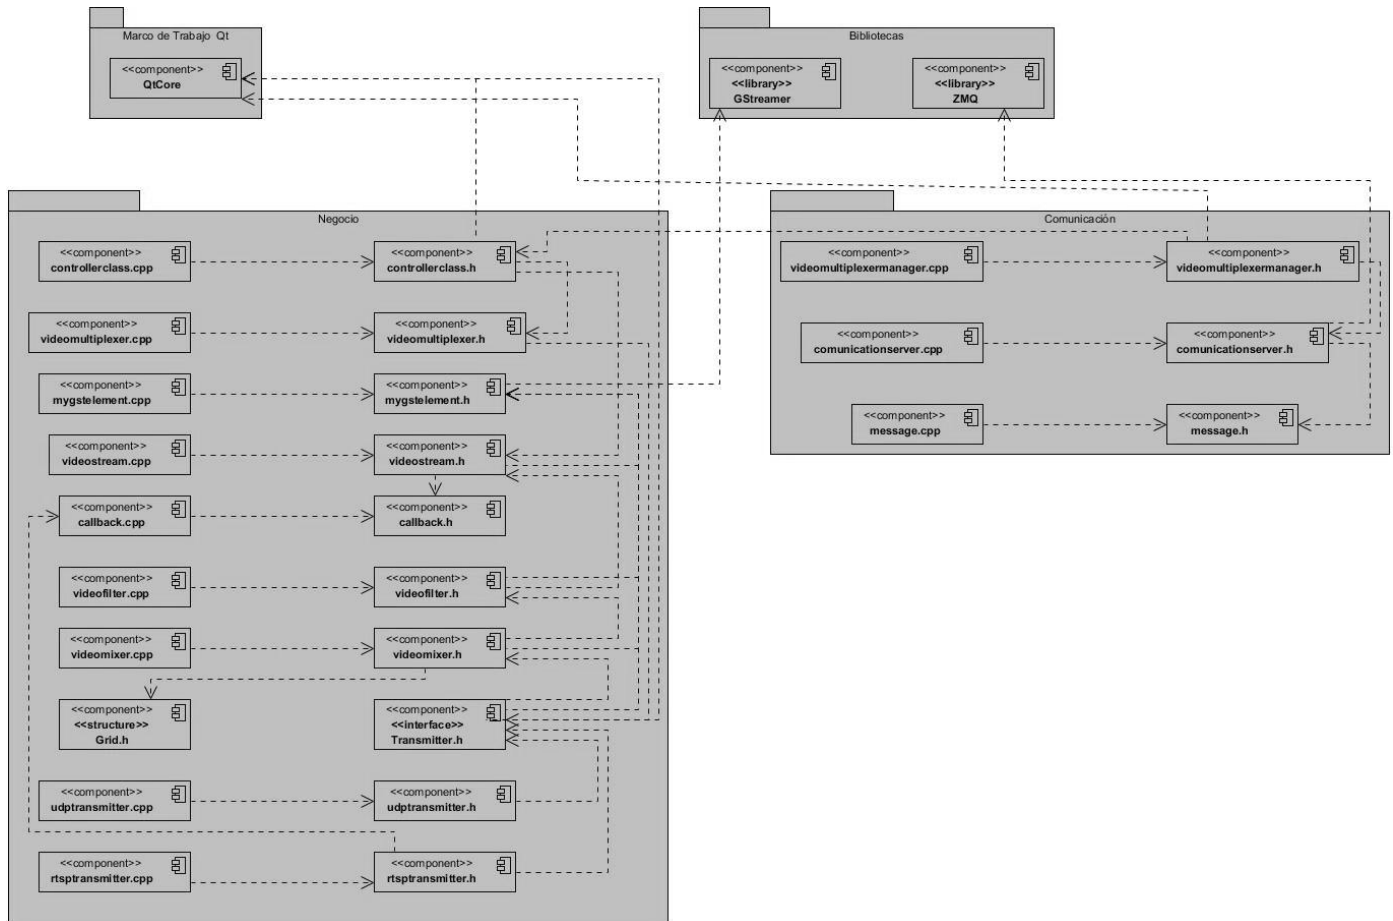 Marco de Trabajo Qt
<<component>>
QtCore
Bibliotecas
<<component>>
<<library>>
GStreamer
<<component>>
<<library>>
ZMQ
Negocio
<<component>>
controllerclass.cpp
<<component>>
controllerclass.h
<<component>>
videomultiplexer.cpp
<<component>>
videomultiplexer.h
<<component>>
mygstelement.cpp
<<component>>
mygstelement.h
<<component>>
videostream.cpp
<<component>>
videostream.h
<<component>>
callback.cpp
<<component>>
callback.h
<<component>>
videofilter.cpp
<<component>>
videofilter.h
<<component>>
videomixer.cpp
<<component>>
videomixer.h
<<component>>
<<structure>>
Grid.h
<<component>>
<<interface>>
Transmitter.h
<<component>>
udptransmitter.cpp
<<component>>
udptransmitter.h
<<component>>
rtsptransmitter.cpp
<<component>>
rtsptransmitter.h
Comunicación
<<component>>
videomultiplexermanager.cpp
<<component>>
videomultiplexermanager.h
<<component>>
comunicationserver.cpp
<<component>>
comunicationserver.h
<<component>>
message.cpp
<<component>>
message.h